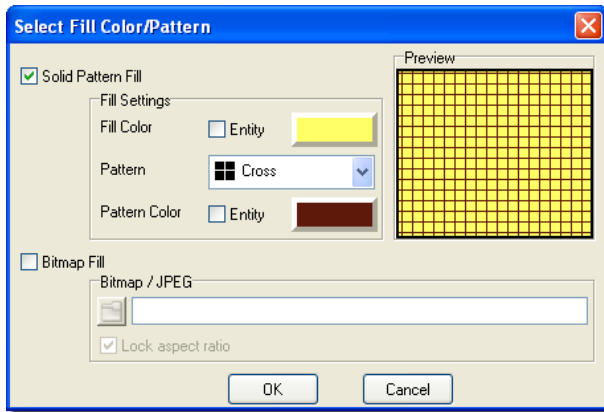 Select Fill Color/Pattern
Preview
Solid Pattern Fill
Fill Settings
Fill Color
Entity
Pattern
Cross
Pattern Color
Entity
Bitmap Fill
Bitmap / JPEG
Lock aspect ratio
OK
Cancel